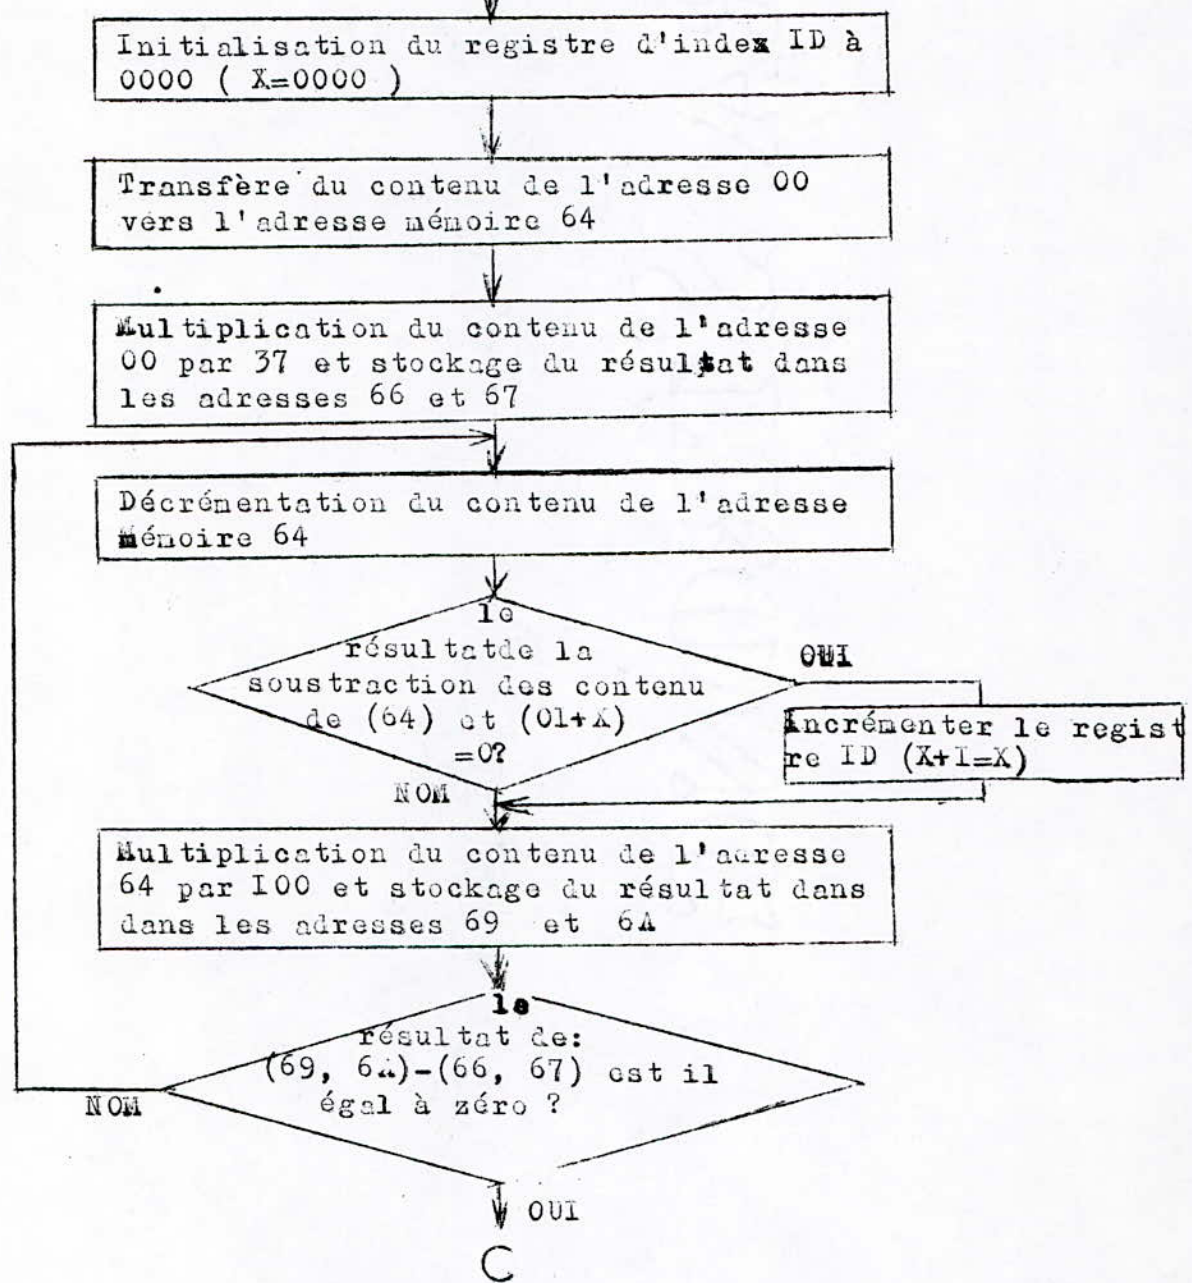 Initialisation du registre d'index ID à
0000 ( X=0000 )
Transfère du contenu de l'adresse 00
vers l'adresse mémoire 64
Multiplication du contenu de l'adresse
00 par 37 et stockage du résultat dans
les adresses 66 et 67
Décrémentation du contenu de l'adresse
Mémoire 64
le
résultatde la
soustraction des contenu
de (64) et (01+X)
=0?
OUI
Incrémenter le regist
re ID (X+I=X)
NOM
Multiplication du contenu de l'adresse
64 par I00 et stockage du résultat dans
dans les adresses 69 et 6A
le
résultat de:
(69, 6A)-(66, 67) est il
égal à zéro ?
NOM
OUI
C